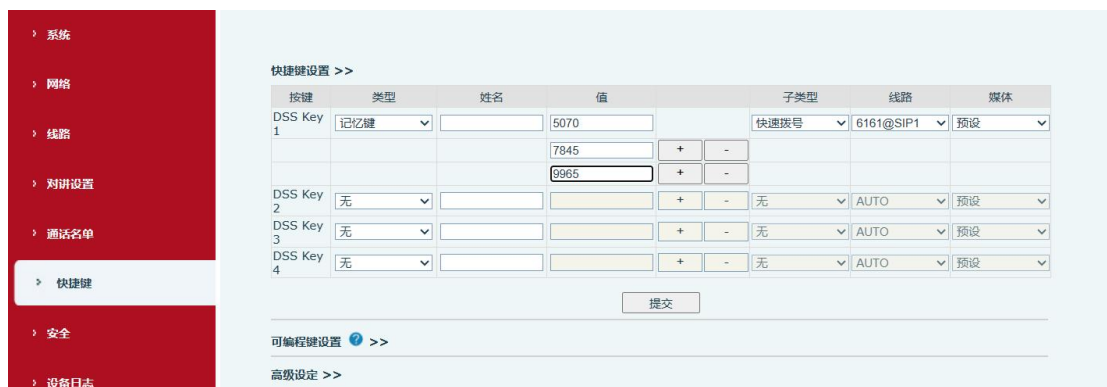 系统
网络
线路
对讲设置
通话名单
快捷键
安全
设备日志
快捷键设置 >>
按键 类型 姓名 值 子类型 线路 媒体
DSS Key 1 记忆键 5070 快速拨号 6161@SIP1 预设
7845 + -
9965 + -
DSS Key 2 无 + - 无 AUTO 预设
DSS Key 3 无 + - 无 AUTO 预设
DSS Key 4 无 + - 无 AUTO 预设
提交
可编程键设置 ? >>
高级设定 >>